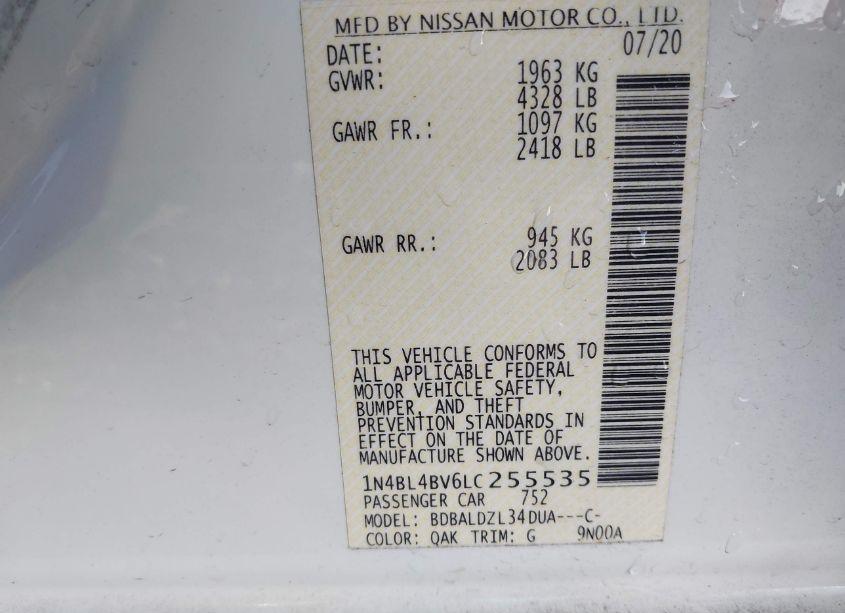 MFD BY NISSAN MOTOR CO., LTD.
DATE: 07/20
GVWR: 1963 KG
4328 LB
GAWR FR.: 1097 KG
2418 LB
GAWR RR.: 945 KG
2083 LB
THIS VEHICLE CONFORMS TO
ALL APPLICABLE FEDERAL
MOTOR VEHICLE SAFETY,
BUMPER, AND THEFT
PREVENTION STANDARDS IN
EFFECT ON THE DATE OF
MANUFACTURE SHOWN ABOVE.
1N4BL4BV6LC255535
PASSENGER CAR 752
MODEL: BDBALDZL34DUA---C-
COLOR: QAK TRIM: G 9N00A